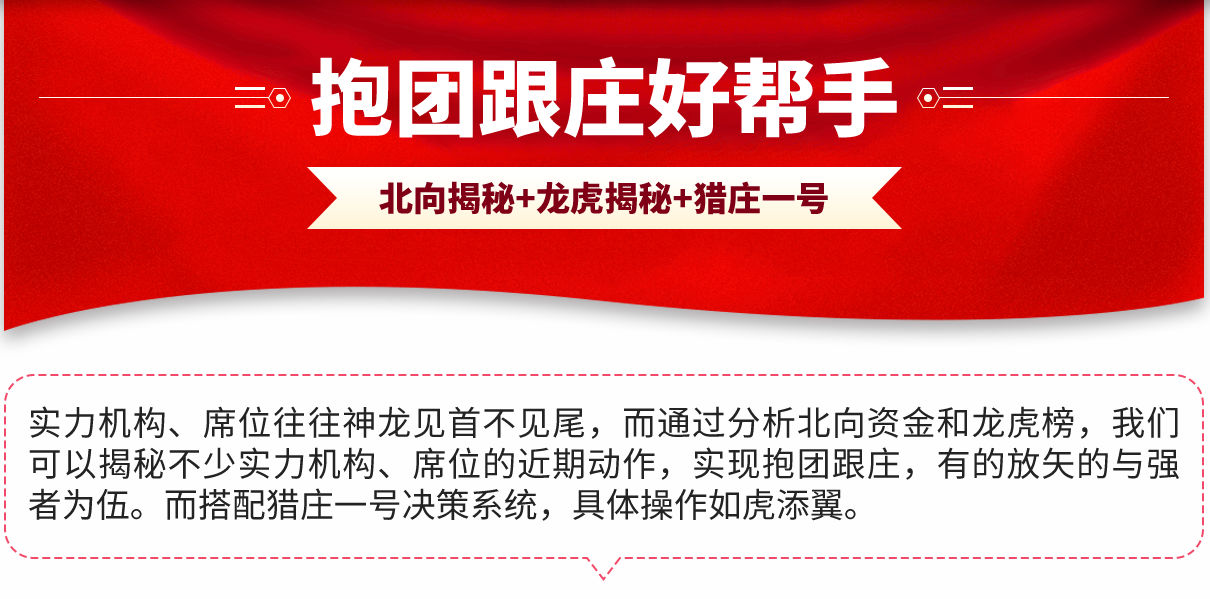 抱团跟庄好帮手
北向揭秘+龙虎揭秘+猎庄一号
实力机构、席位往往神龙见首不见尾，而通过分析北向资金和龙虎榜，我们
可以揭秘不少实力机构、席位的近期动作，实现抱团跟庄，有的放矢的与强
者为伍。而搭配猎庄一号决策系统，具体操作如虎添翼。